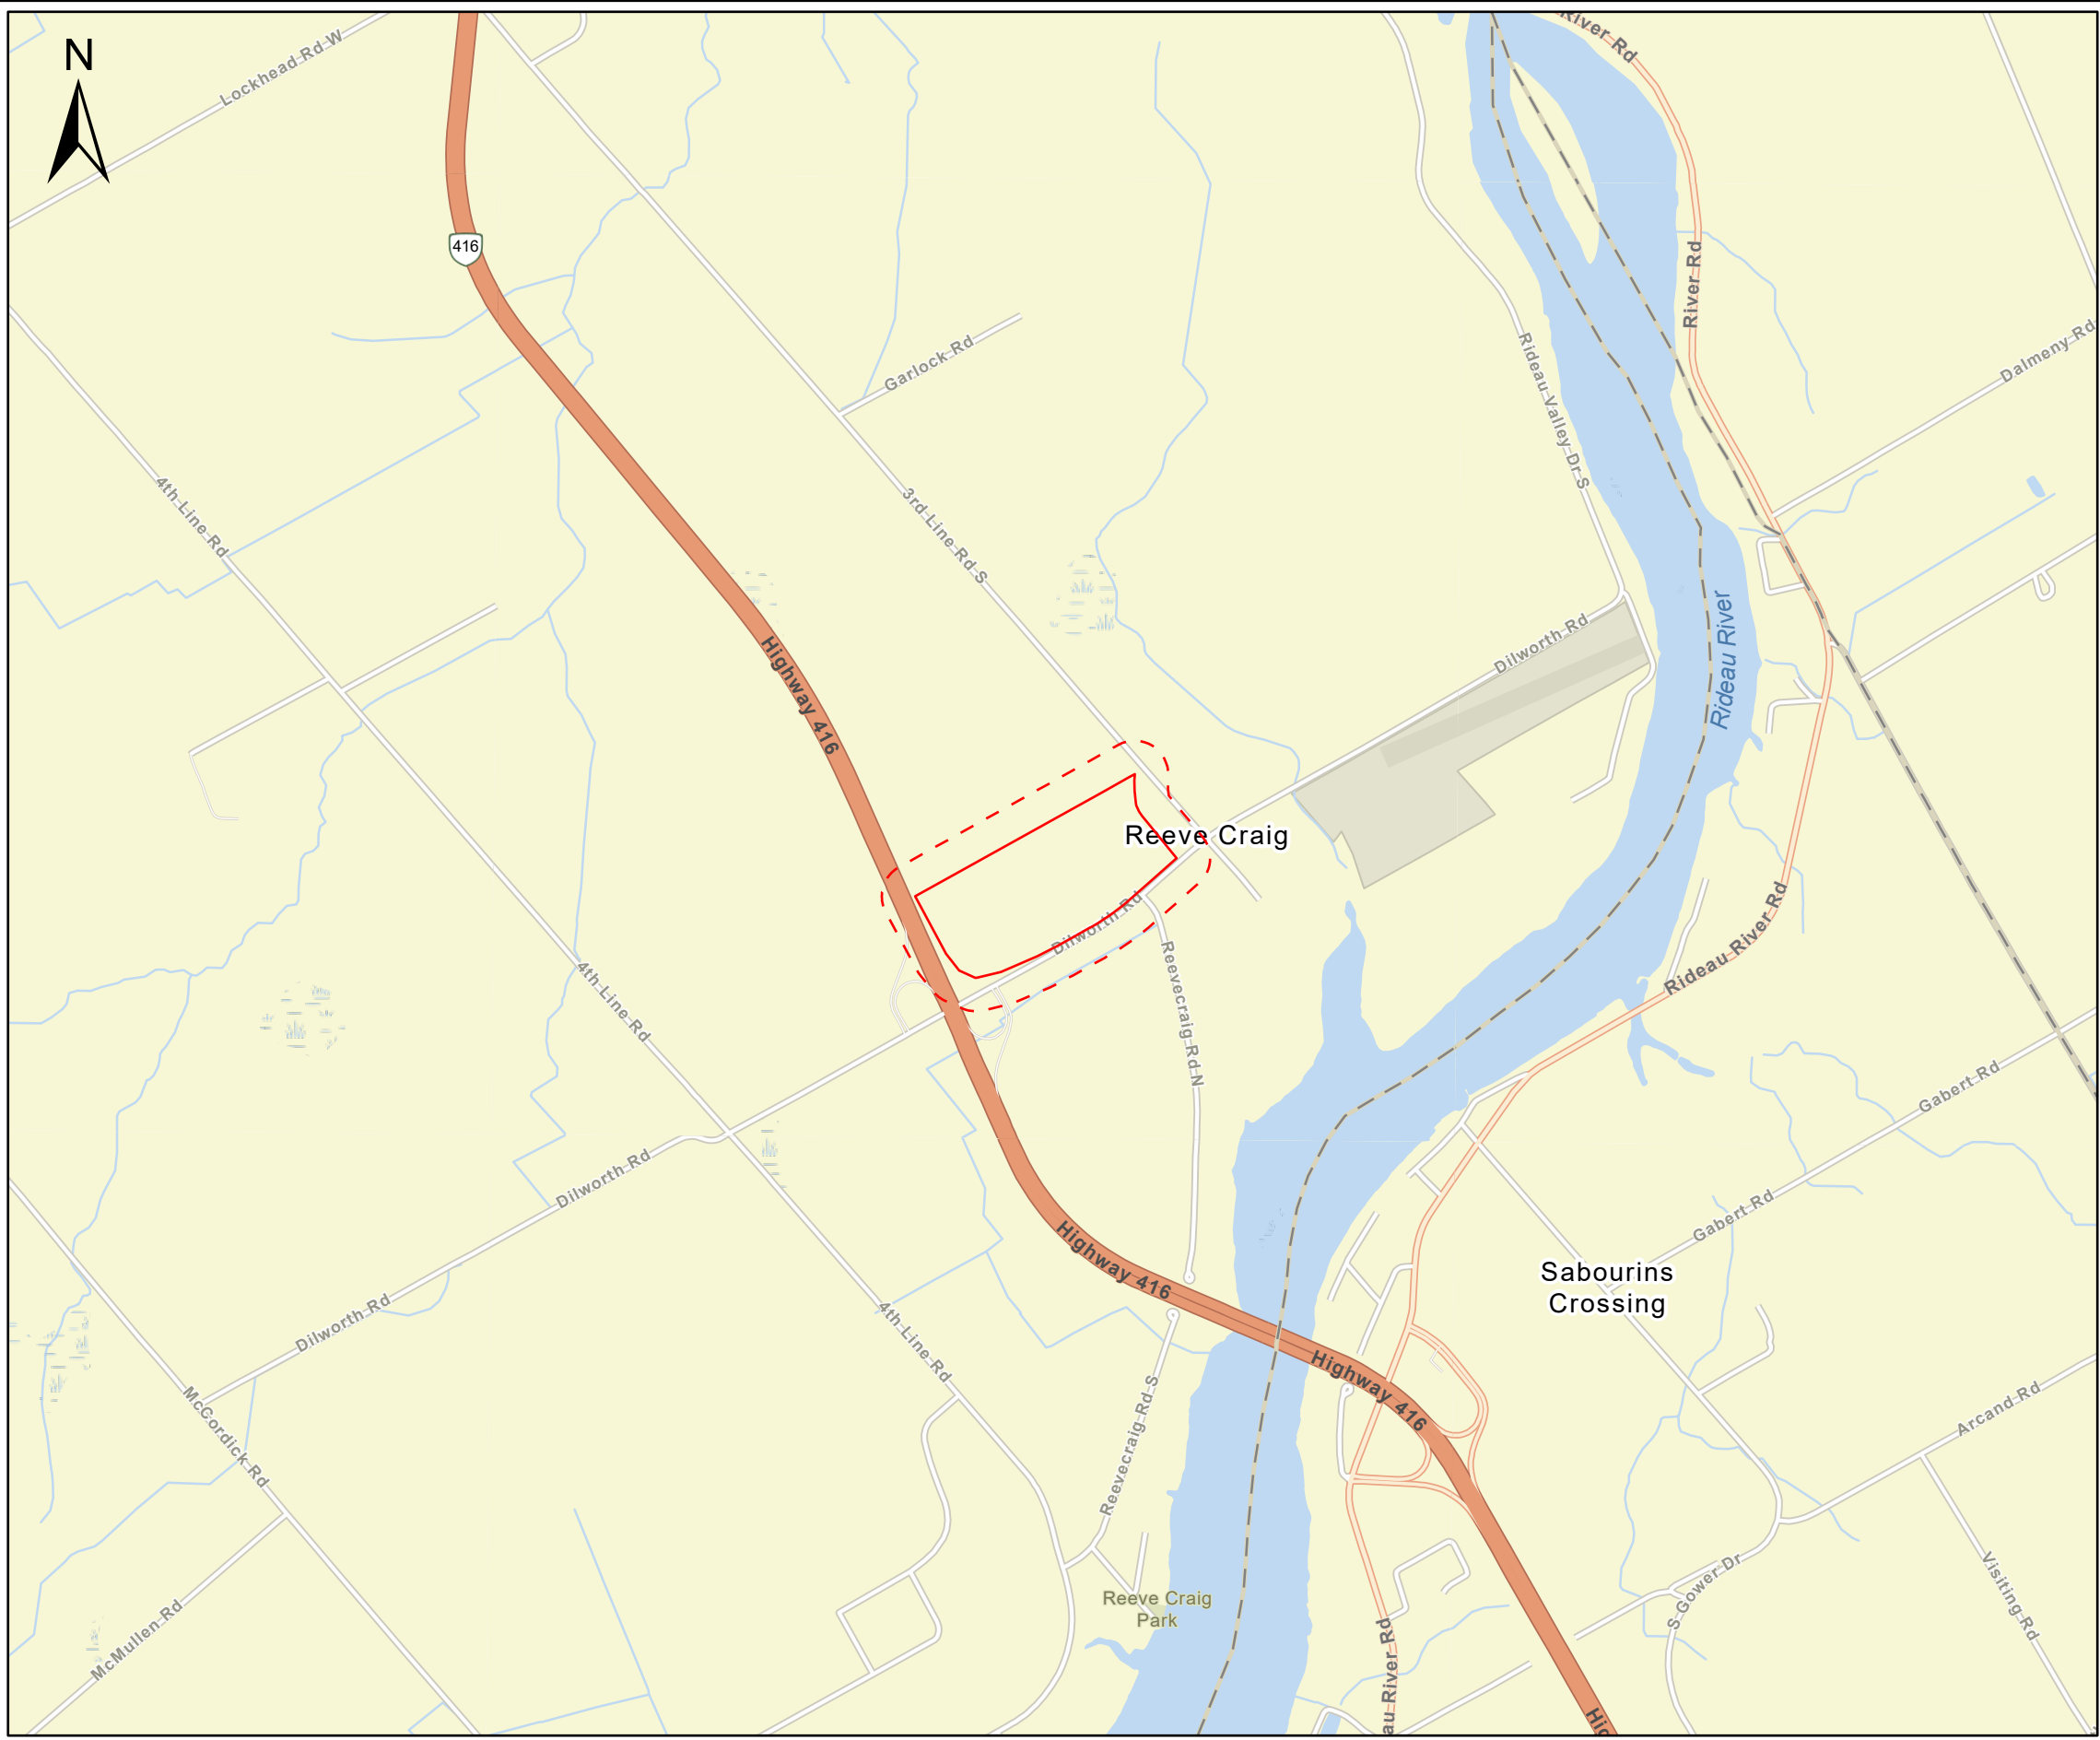 River Rd
Lockhead Rd W
N
416
River Rd
Dalmeny Rd
Garlock Rd
Rideau Valley Dr S
4th Line Rd
3rd Line Rd S
Dilworth Rd
Rideau River
Highway 416
Reeve Craig
Dilworth Rd
Rideau River Rd
4th Line Rd
Reevecraig Rd N
Gabert Rd
Dilworth Rd
Gabert Rd
Highway 416
Sabourins
Crossing
Dilworth Rd
4th Line Rd
Highway 416
McCordick Rd
Reevecraig Rd S
Arcand Rd
S Gower Dr
Visiting Rd
Reeve Craig
Park
McMullen Rd
au River Rd
Hig